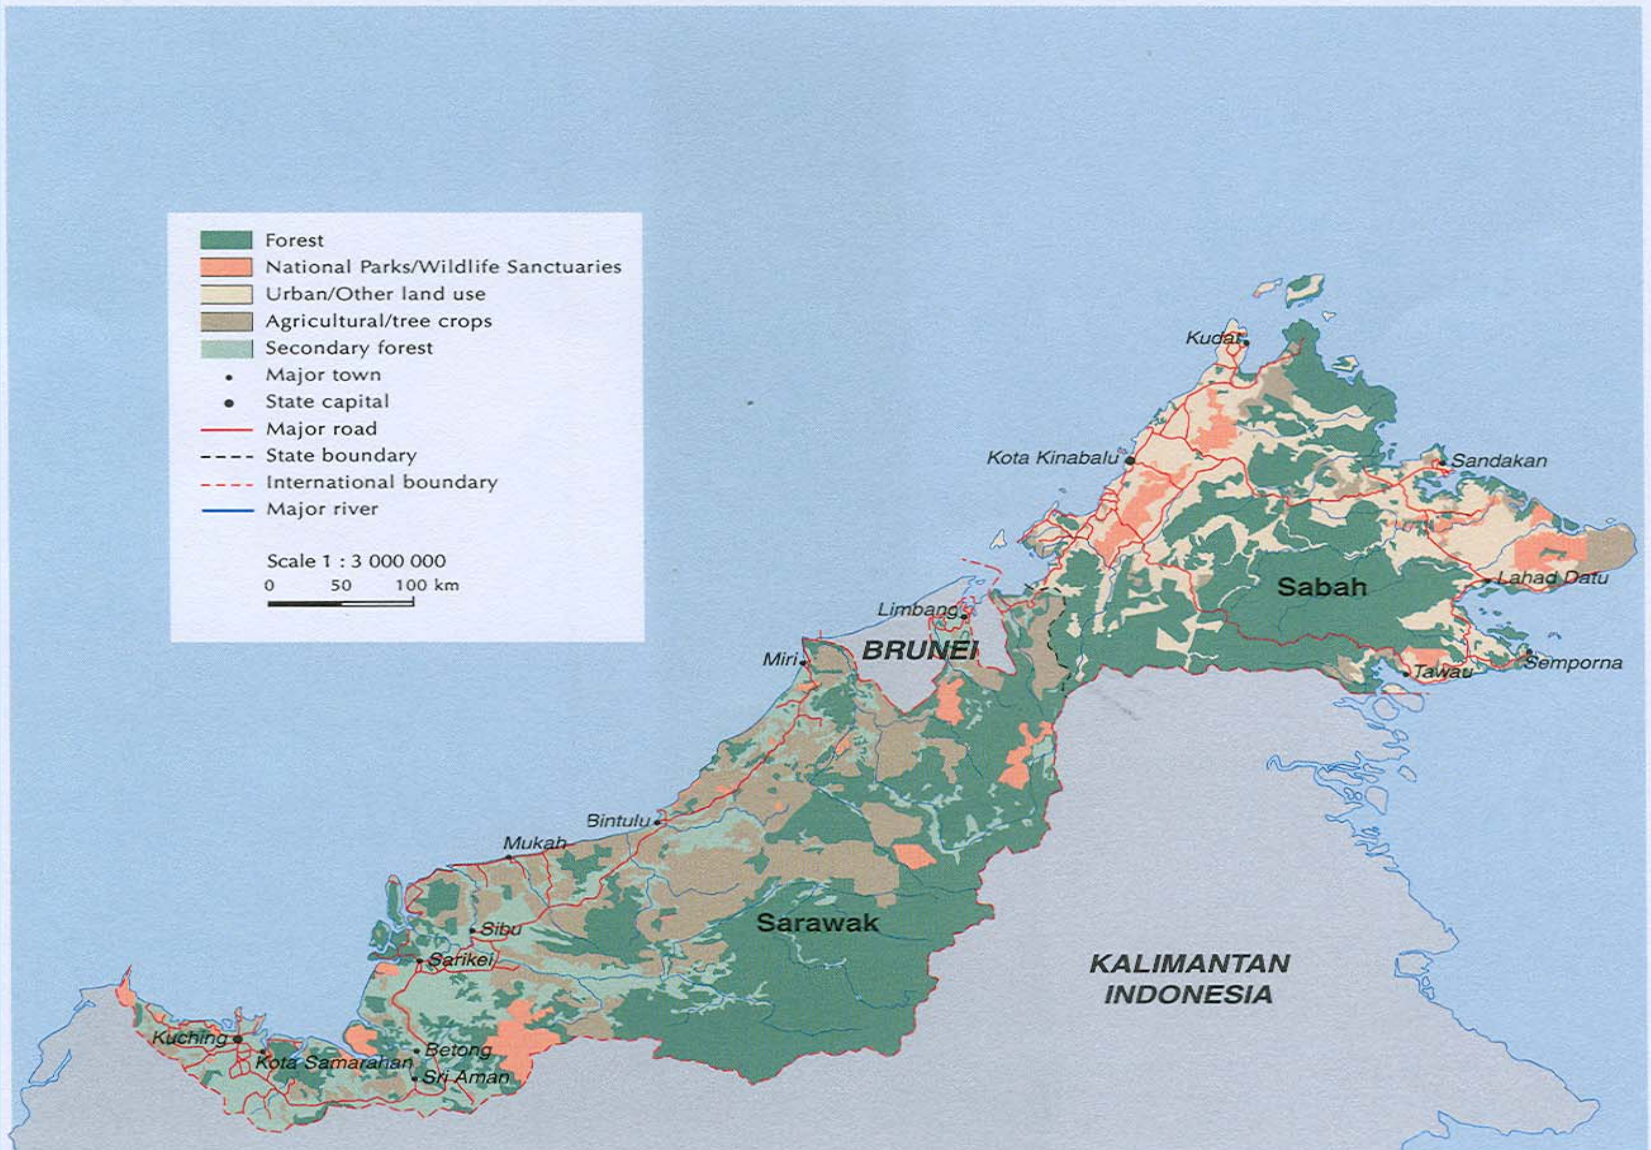 Forest
National Parks/Wildlife Sanctuaries
Urban/Other land use
Agricultural/tree crops
Secondary forest
Major town
State capital
Major road
State boundary
International boundary
Major river
Scale 1 : 3 000 000
0 50 100 km
Kudat
Kota Kinabalu
Sandakan
Sabah
Lahad Datu
Limbang
BRUNEI
Miri
Semporna
Tawau
Bintulu
Mukah
Sarawak
Sibu
Sarikei
KALIMANTAN
INDONESIA
Kuching
Betong
Kota Samarahan
Sri Aman